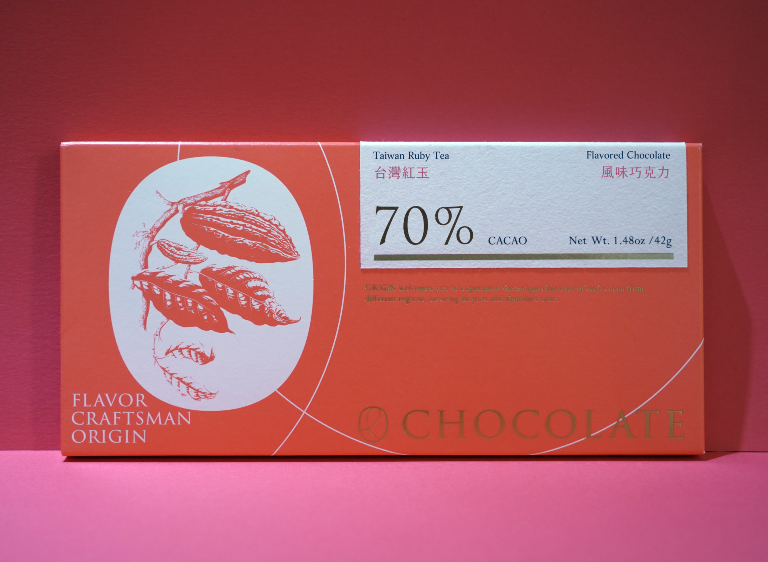 Taiwan Ruby Tea
台灣紅玉
Flavored Chocolate
風味巧克力
70% CACAO
Net Wt. 1.48oz /42g
FLAVOR
CRAFTSMAN
ORIGIN
CHOCOLATE